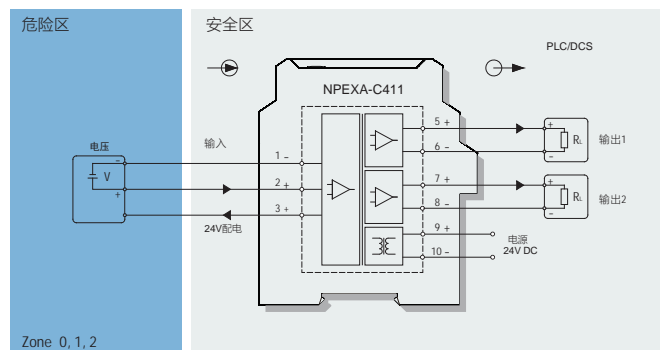 危险区
安全区
PLC/DCS
NPEXA-C411
电压
输入
- V +
1 -
2 +
3 +
24V配电
5 +
6 -
7 +
8 -
9 +
10 -
+ RL -
输出1
+ RL -
输出2
电源
24V DC
Zone 0, 1, 2